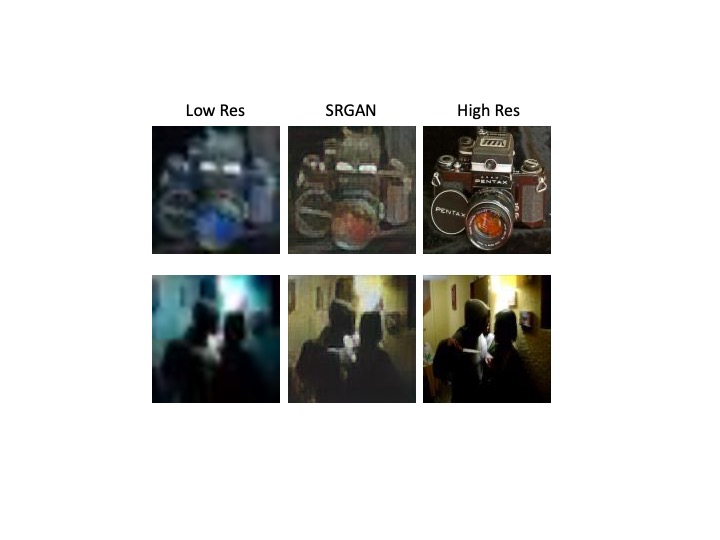 Low Res
SRGAN
High Res
PENTAX
PENTAX